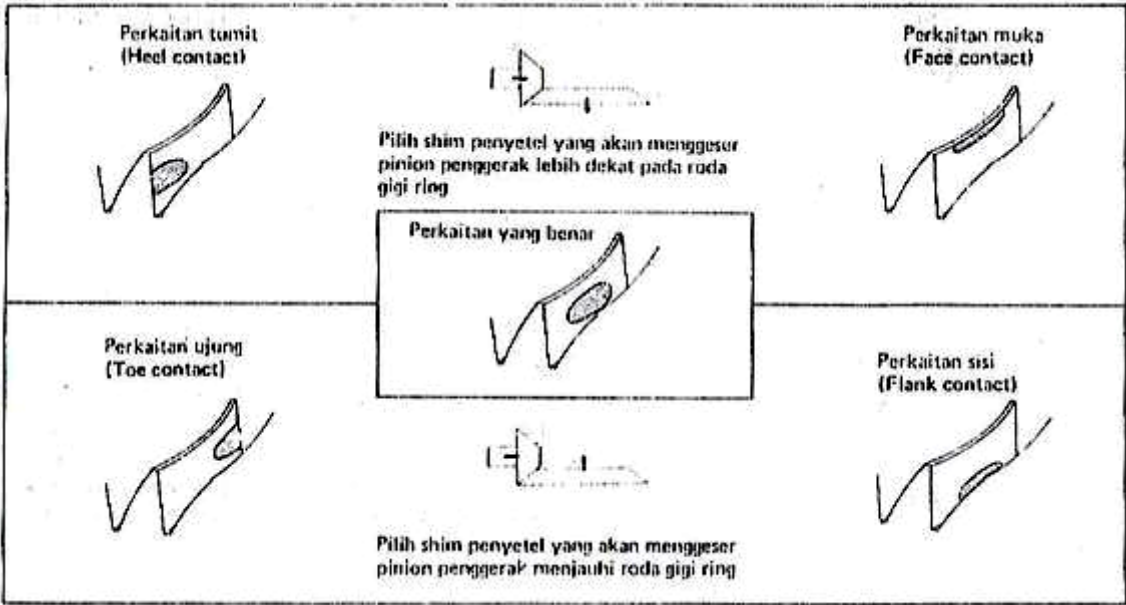 Perkaitan tumit
(Heel contact)
Pilih shim penyetel yang akan menggeser
pinion penggerak lebih dekat pada roda
gigi ring
Perkaitan muka
(Face contact)
Perkaitan yang benar
Perkaitan ujung
(Toe contact)
Pilih shim penyetel yang akan menggeser
pinion penggerak menjauhi roda gigi ring
Perkaitan sisi
(Flank contact)